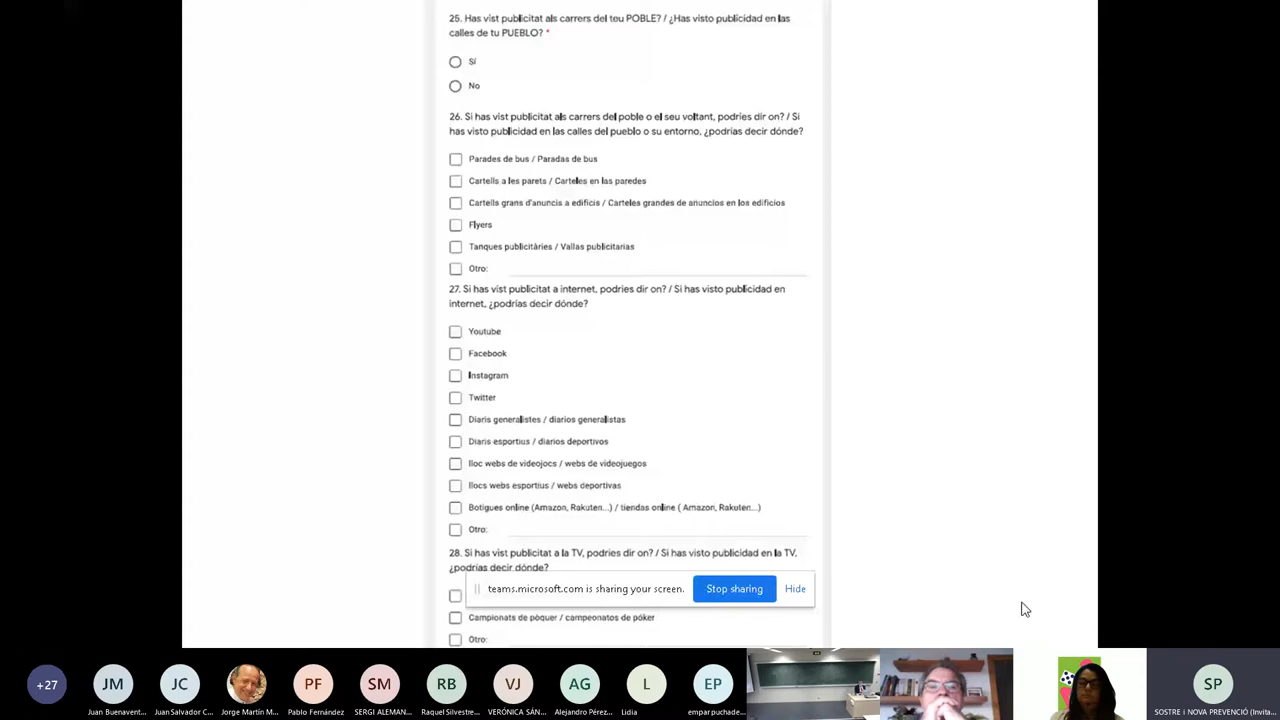 25. Has vist publicitat als carrers del teu POBLE? / ¿Has visto publicidad en las
calles de tu PUEBLO? *
Sí
No
26. Si has vist publicitat als carrers del poble o el seu voltant, podries dir on? / Si
has visto publicidad en las calles del pueblo o su entorno, ¿podrías decir dónde?
Parades de bus / Paradas de bus
Cartells a les parets / Carteles en las paredes
Cartells grans d'anuncia a edificis / Carteles grandes de anuncios en los edificios
Flyers
Tanques publicitàries / Vallas publicitarias
Otro:
27. Si has vist publicitat a internet, podries dir on? / Si has visto publicidad en
internet, ¿podrías decir dónde?
Youtube
Facebook
Instagram
Twitter
Diaris generalistes / diarios generalistas
Diaris esportius / diarios deportivos
lloc webs de videojocs / webs de videojuegos
llocs webs esportius / webs deportivas
Botigues online (Amazon, Rakuten...) / tiendas online ( Amazon, Rakuten...)
Otro:
28. Si has vist publicitat a la TV, podries dir on? / Si has visto publicidad en la TV.
¿podrías decir dónde?
teams.microsoft.com is sharing your screen.
Stop sharing
Hide
Campionats de pòquer / campeonatos de póker
Otro:
+27
JM
JC
PF
SM
RB
VJ
AG
L
EP
SP
Juan Buenavent...
Juan Salvador C...
Jorge Martín M...
Pablo Fernández
SERGI ALEMAN...
Raquel Silvestre...
VERÓNICA SÁN...
Alejandro Pérez...
Lidia
empar puchade...
SOSTRE i NOVA PREVENCIÓ (Invita...